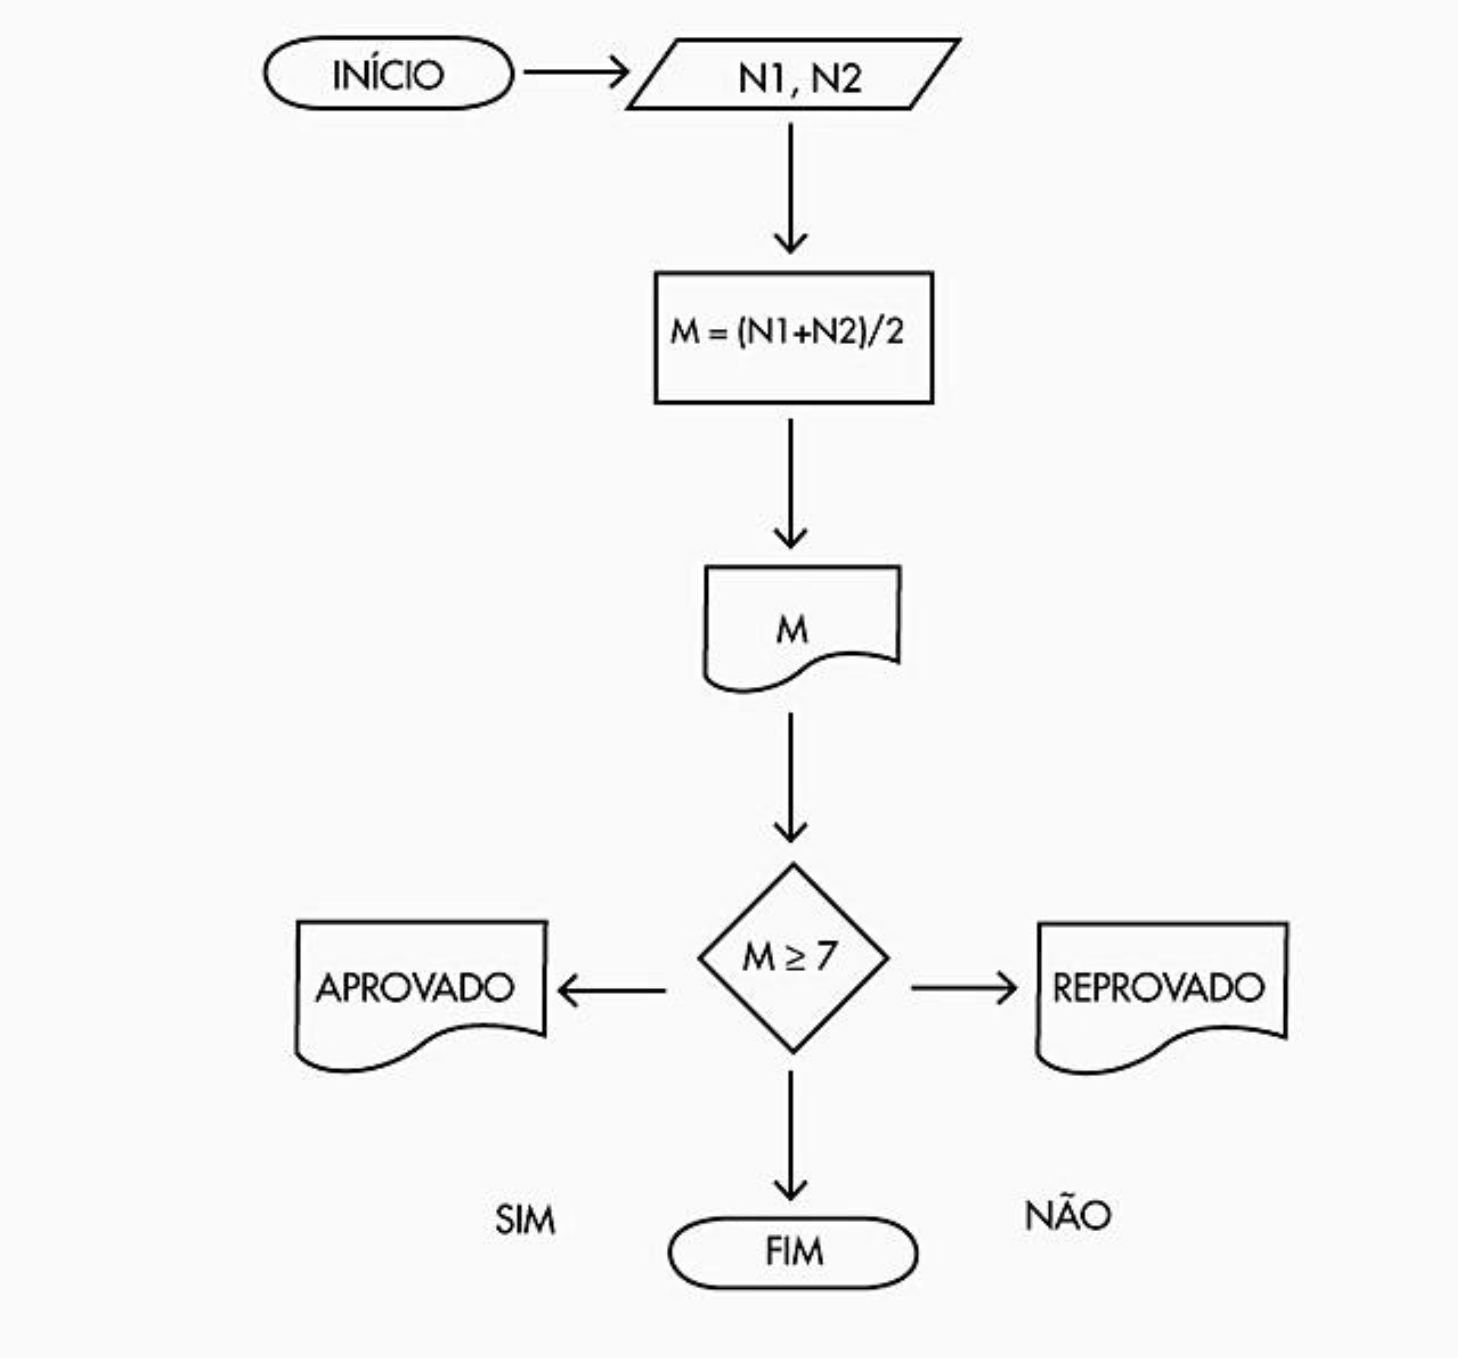 INÍCIO
N1, N2
M = (N1+N2)/2
M
M ≥ 7
APROVADO
REPROVADO
SIM
NÃO
FIM